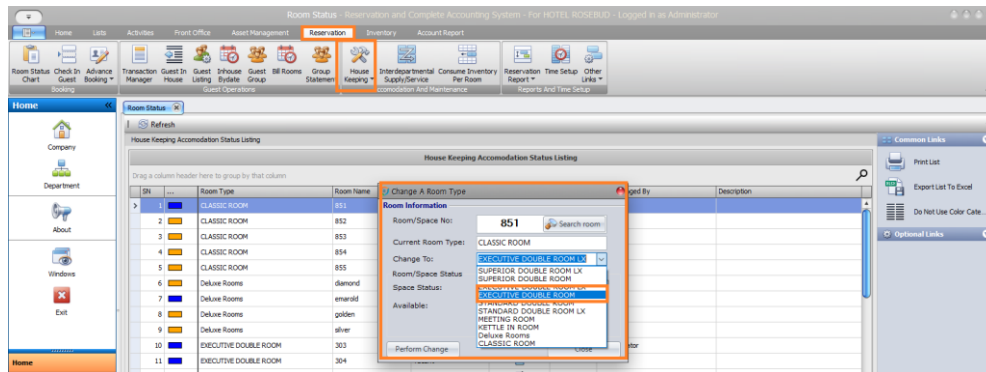 Room Status - Reservation and Complete Accounting System - For HOTEL ROSEBUD - Logged in as Administrator
Home Lists Activities Front Office Asset Management Reservation Inventory Account Report
Room Status Chart
Check In Guest
Advance Booking
Transaction Manager
Guest In House
Guest Listing
Inhouse Bydate
Guest Group
Bill Rooms
Group Statement
House Keeping
Interdepartmental Supply/Service
Consume Inventory Per Room
Reservation Report
Time Setup
Other Links
Booking
Guest Operations
Accomodation And Maintenance
Reports And Time Setup
Home
Company
Department
About
Windows
Exit
Home
Room Status
Refresh
House Keeping Accomodation Status Listing
House Keeping Accomodation Status Listing
Drag a column header here to group by that column
SN ... Room Type Room Name Description
1 CLASSIC ROOM 851
2 CLASSIC ROOM 852
3 CLASSIC ROOM 853
4 CLASSIC ROOM 854
5 CLASSIC ROOM 855
6 Deluxe Rooms diamond
7 Deluxe Rooms emarold
8 Deluxe Rooms golden
9 Deluxe Rooms silver
10 EXECUTIVE DOUBLE ROOM 303
11 EXECUTIVE DOUBLE ROOM 304
Change A Room Type
Room Information
Room/Space No: 851 Search room
Current Room Type: CLASSIC ROOM
Change To: EXECUTIVE DOUBLE ROOM LX
Room/Space Status
Space Status:
Available:
SUPERIOR DOUBLE ROOM LX
SUPERIOR DOUBLE ROOM
EXECUTIVE DOUBLE ROOM LX
EXECUTIVE DOUBLE ROOM
STANDARD DOUBLE ROOM
STANDARD DOUBLE ROOM LX
MEETING ROOM
KETTLE IN ROOM
Deluxe Rooms
CLASSIC ROOM
Perform Change Close
Common Links
Print List
Export List To Excel
Do Not Use Color Cate...
Optional Links